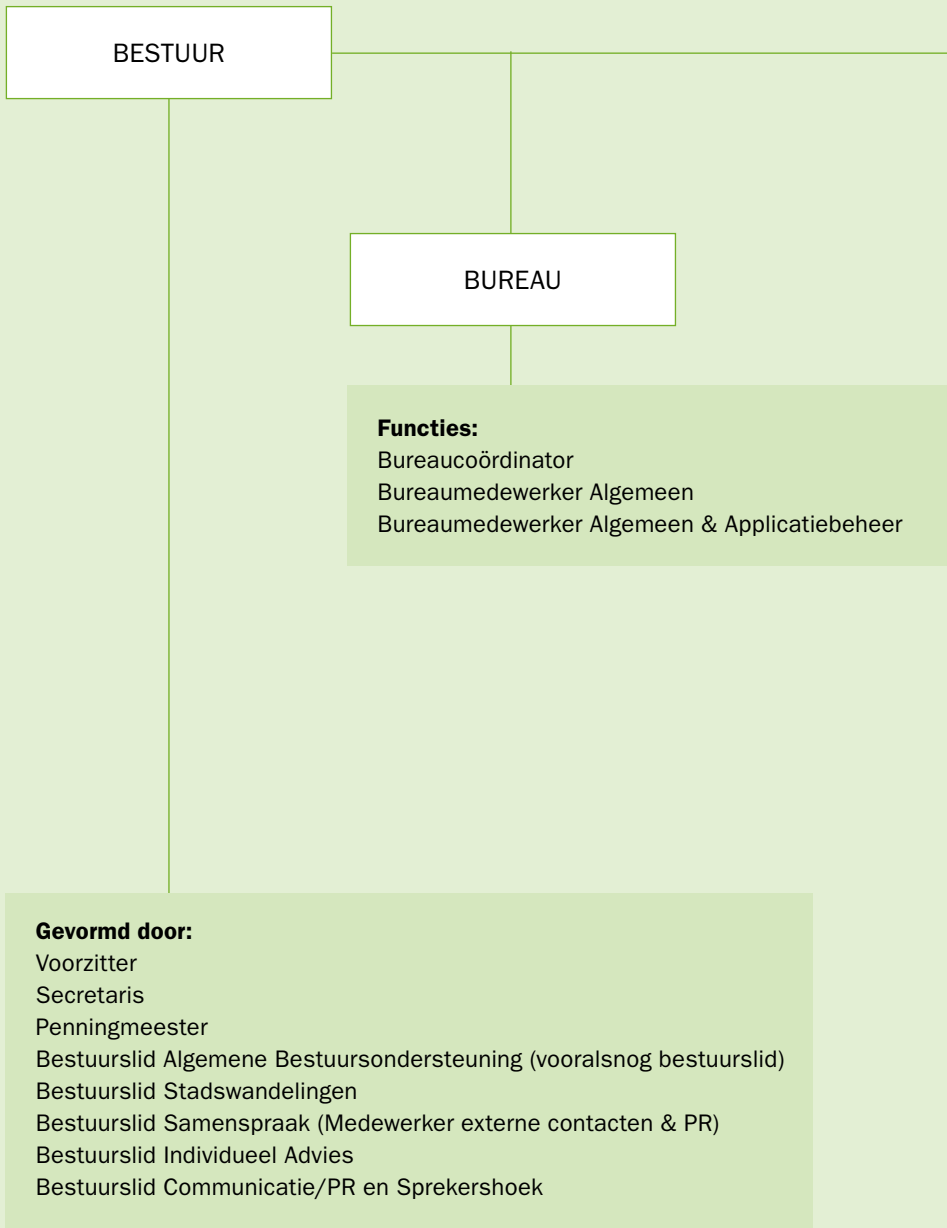 BESTUUR
BUREAU
Functies:
Bureaucoördinator
Bureaumedewerker Algemeen
Bureaumedewerker Algemeen & Applicatiebeheer
Gevormd door:
Voorzitter
Secretaris
Penningmeester
Bestuurslid Algemene Bestuursondersteuning (vooralsnog bestuurslid)
Bestuurslid Stadswandelingen
Bestuurslid Samenspraak (Medewerker externe contacten & PR)
Bestuurslid Individueel Advies
Bestuurslid Communicatie/PR en Sprekershoek